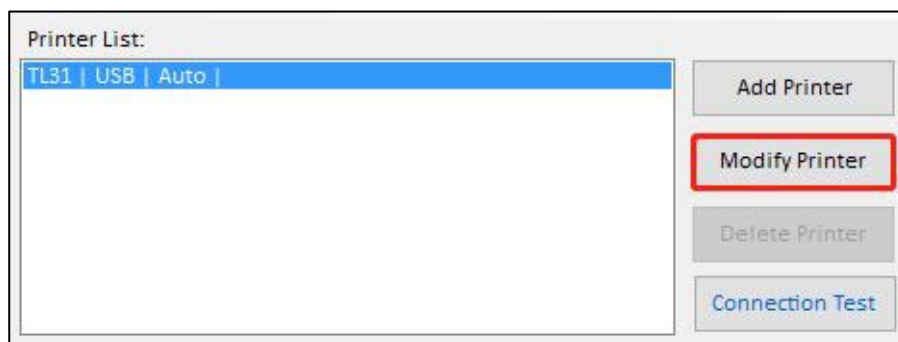 Printer List:
TL31 | USB | Auto |
Add Printer
Modify Printer
Delete Printer
Connection Test